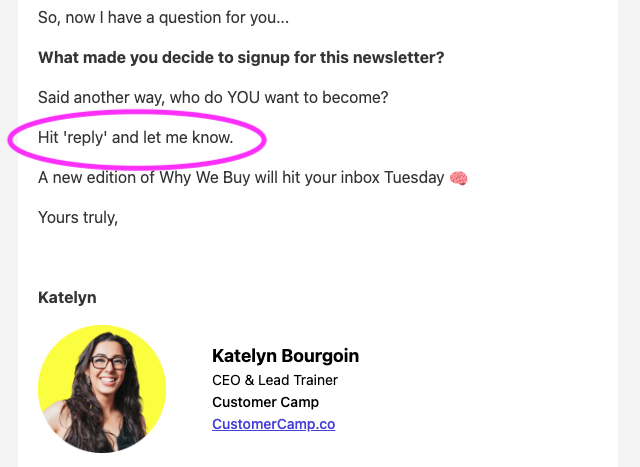 So, now I have a question for you...
What made you decide to signup for this newsletter?
Said another way, who do YOU want to become?
Hit 'reply' and let me know.
A new edition of Why We Buy will hit your inbox Tuesday 🧠
Yours truly,
Katelyn
Katelyn Bourgoin
CEO & Lead Trainer
Customer Camp
CustomerCamp.co